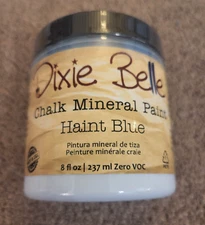 Dixie Belle
Chalk Mineral Paint
Haint Blue
Pintura mineral de tiza
Peinture minérale craie
8 fl oz | 237 ml Zero VOC